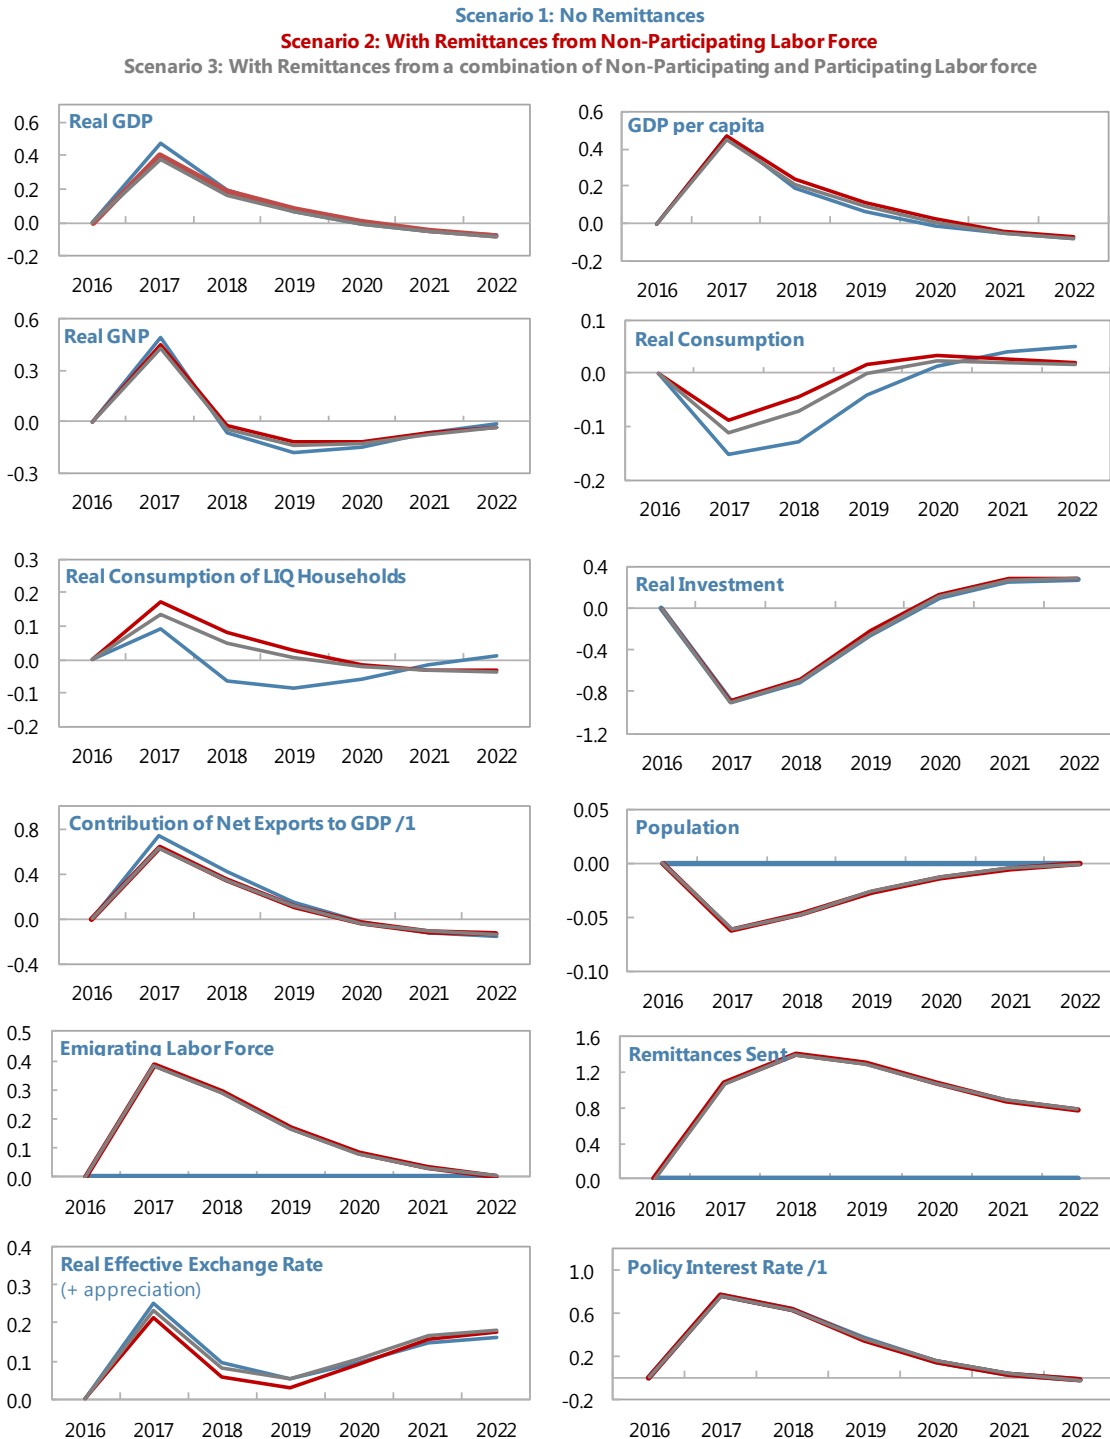 Scenario 1: No Remittances
Scenario 2: With Remittances from Non-Participating Labor Force
Scenario 3: With Remittances from a combination of Non-Participating and Participating Labor force
Real GDP
0.6
0.4
0.2
0.0
-0.2
2016 2017 2018 2019 2020 2021 2022
GDP per capita
0.6
0.4
0.2
0.0
-0.2
2016 2017 2018 2019 2020 2021 2022
Real GNP
0.6
0.3
0.0
-0.3
2016 2017 2018 2019 2020 2021 2022
Real Consumption
0.1
0.0
-0.1
-0.2
2016 2017 2018 2019 2020 2021 2022
Real Consumption of LIQ Households
0.3
0.2
0.1
0.0
-0.1
-0.2
2016 2017 2018 2019 2020 2021 2022
Real Investment
0.4
0.0
-0.4
-0.8
-1.2
2016 2017 2018 2019 2020 2021 2022
Contribution of Net Exports to GDP /1
0.8
0.4
0.0
-0.4
2016 2017 2018 2019 2020 2021 2022
Population
0.05
0.00
-0.05
-0.10
2016 2017 2018 2019 2020 2021 2022
Emigrating Labor Force
0.5
0.4
0.3
0.2
0.1
0.0
2016 2017 2018 2019 2020 2021 2022
Remittances Sent
1.6
1.2
0.8
0.4
0.0
2016 2017 2018 2019 2020 2021 2022
Real Effective Exchange Rate
(+ appreciation)
0.4
0.3
0.2
0.1
0.0
2016 2017 2018 2019 2020 2021 2022
Policy Interest Rate /1
1.0
0.6
0.2
-0.2
2016 2017 2018 2019 2020 2021 2022